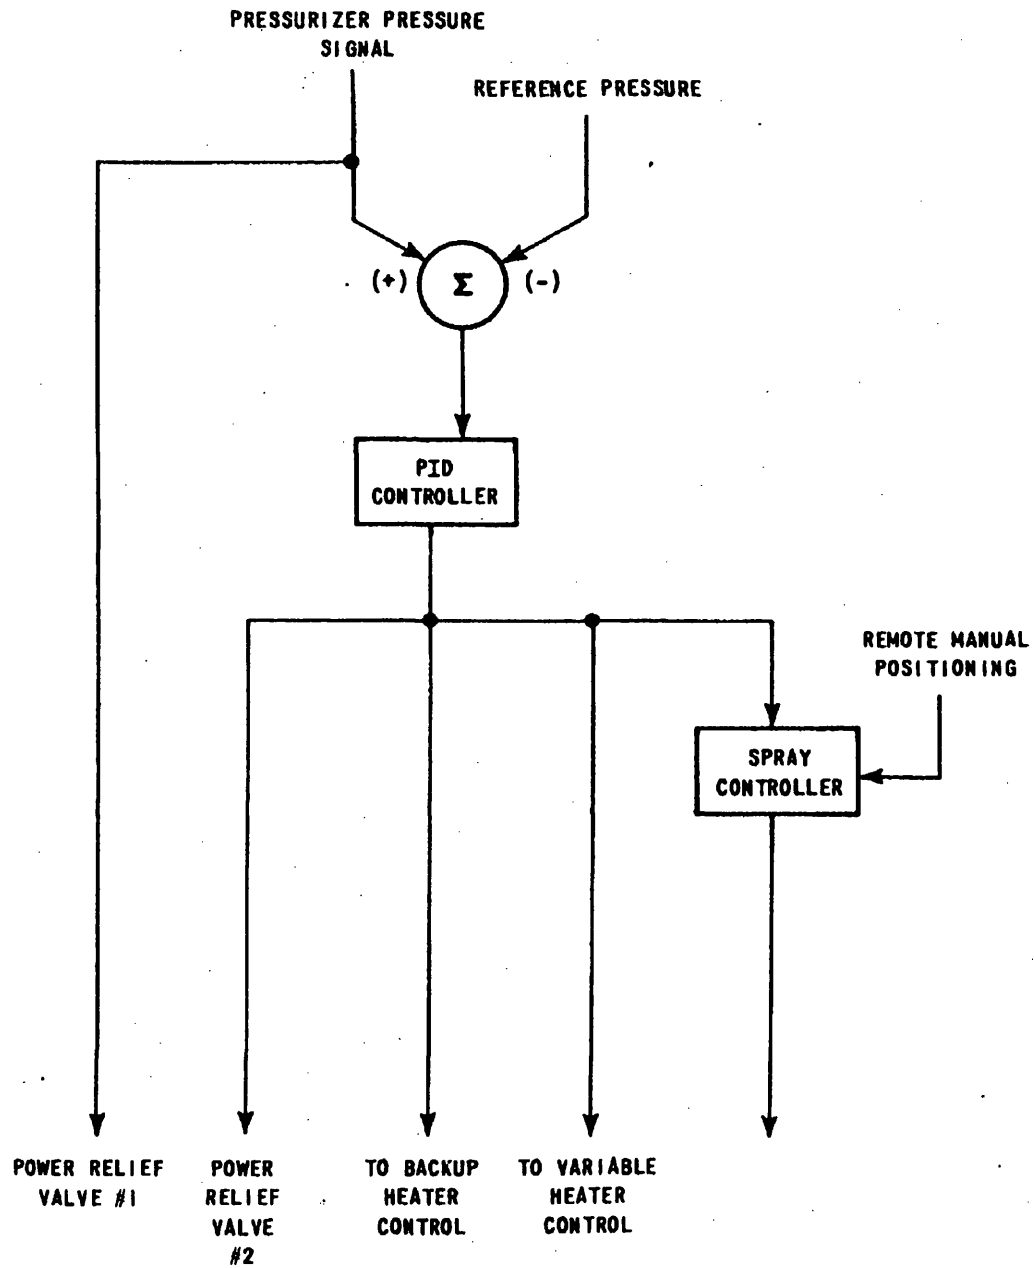 PRESSURIZER PRESSURE
SIGNAL
REFERENCE PRESSURE
(+)
Σ
(-)
PID
CONTROLLER
REMOTE MANUAL
POSITIONING
SPRAY
CONTROLLER
POWER RELIEF
VALVE #1
POWER
RELIEF
VALVE
#2
TO BACKUP
HEATER
CONTROL
TO VARIABLE
HEATER
CONTROL